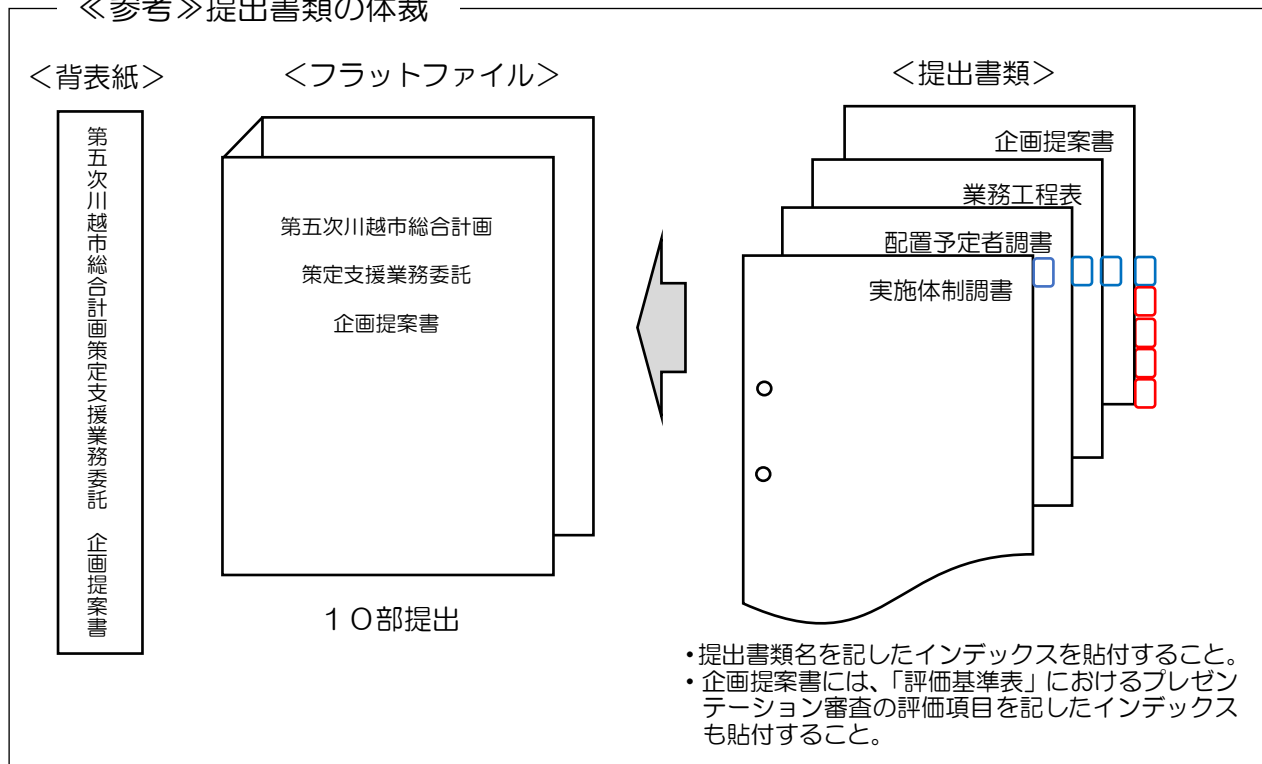 ≪参考≫提出書類の体裁
＜背表紙＞
第五次川越市総合計画策定支援業務委託　企画提案書
＜フラットファイル＞
第五次川越市総合計画
策定支援業務委託
企画提案書
１０部提出
＜提出書類＞
企画提案書
業務工程表
配置予定者調書
実施体制調書
・提出書類名を記したインデックスを貼付すること。
・企画提案書には、「評価基準表」におけるプレゼン
テーション審査の評価項目を記したインデックス
も貼付すること。